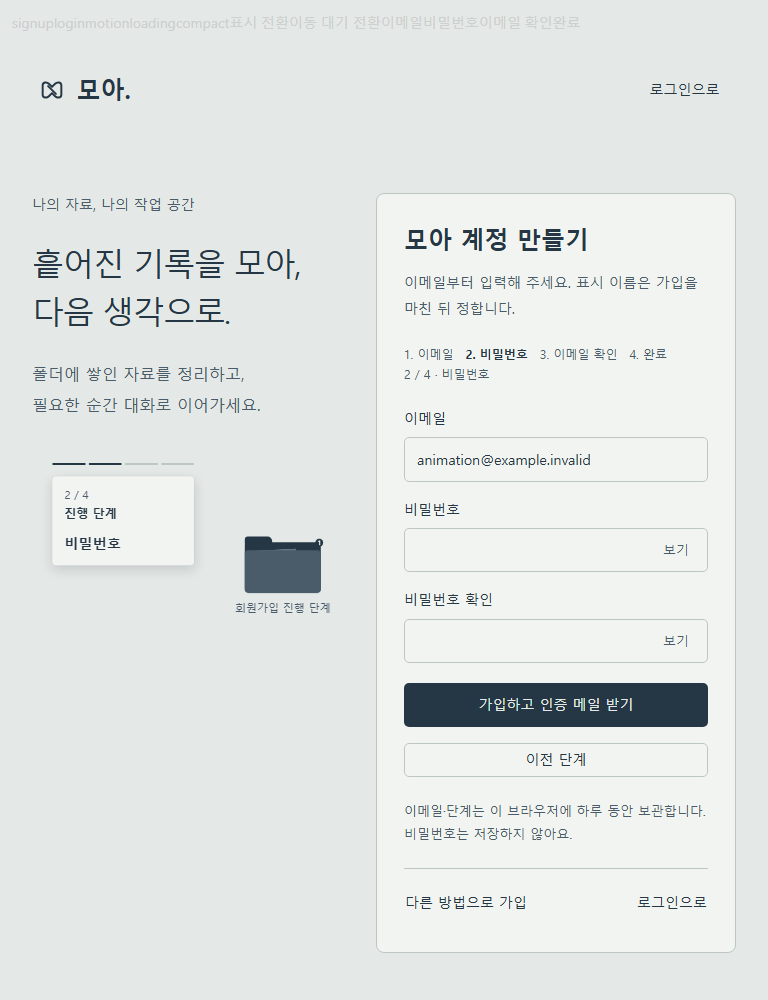 signuploginmotionloadingcompact표시 전환이동 대기 전환이메일비밀번호이메일 확인완료
모아.
로그인으로
나의 자료, 나의 작업 공간
흩어진 기록을 모아,
다음 생각으로.
폴더에 쌓인 자료를 정리하고,
필요한 순간 대화로 이어가세요.
2 / 4
진행 단계
비밀번호
회원가입 진행 단계
모아 계정 만들기
이메일부터 입력해 주세요. 표시 이름은 가입을
마친 뒤 정합니다.
1. 이메일 2. 비밀번호 3. 이메일 확인 4. 완료
2 / 4 · 비밀번호
이메일
animation@example.invalid
비밀번호
보기
비밀번호 확인
보기
가입하고 인증 메일 받기
이전 단계
이메일·단계는 이 브라우저에 하루 동안 보관합니다.
비밀번호는 저장하지 않아요.
다른 방법으로 가입 로그인으로